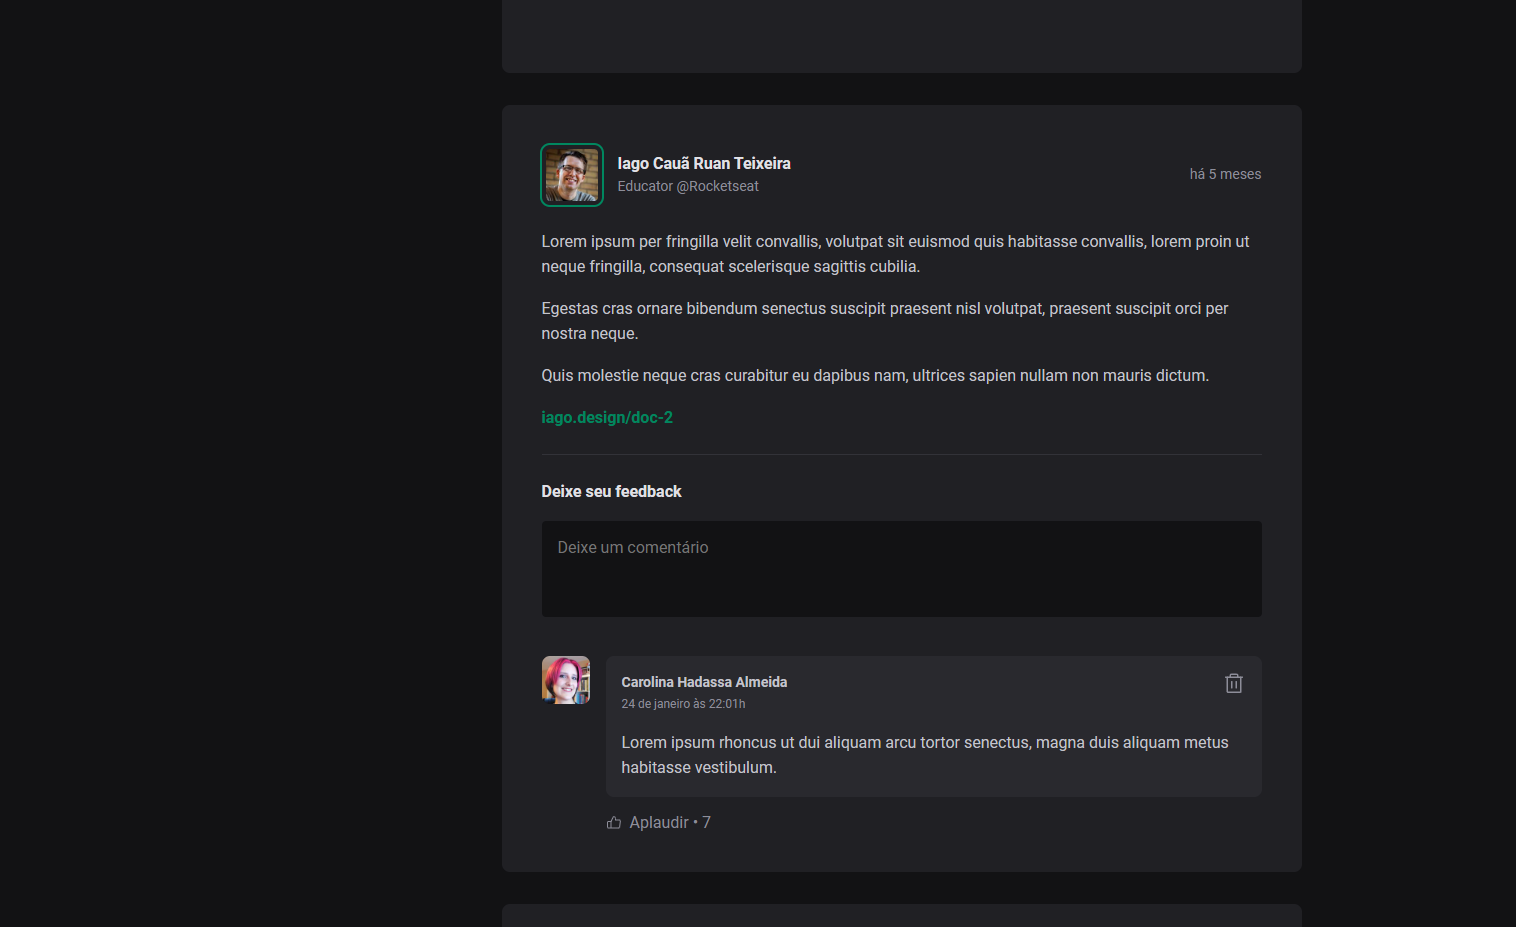 Iago Cauã Ruan Teixeira
Educator @Rocketseat
há 5 meses
Lorem ipsum per fringilla velit convallis, volutpat sit euismod quis habitasse convallis, lorem proin ut
neque fringilla, consequat scelerisque sagittis cubilia.
Egestas cras ornare bibendum senectus suscipit praesent nisl volutpat, praesent suscipit orci per
nostra neque.
Quis molestie neque cras curabitur eu dapibus nam, ultrices sapien nullam non mauris dictum.
iago.design/doc-2
Deixe seu feedback
Deixe um comentário
Carolina Hadassa Almeida
24 de janeiro às 22:01h
Lorem ipsum rhoncus ut dui aliquam arcu tortor senectus, magna duis aliquam metus
habitasse vestibulum.
Aplaudir • 7